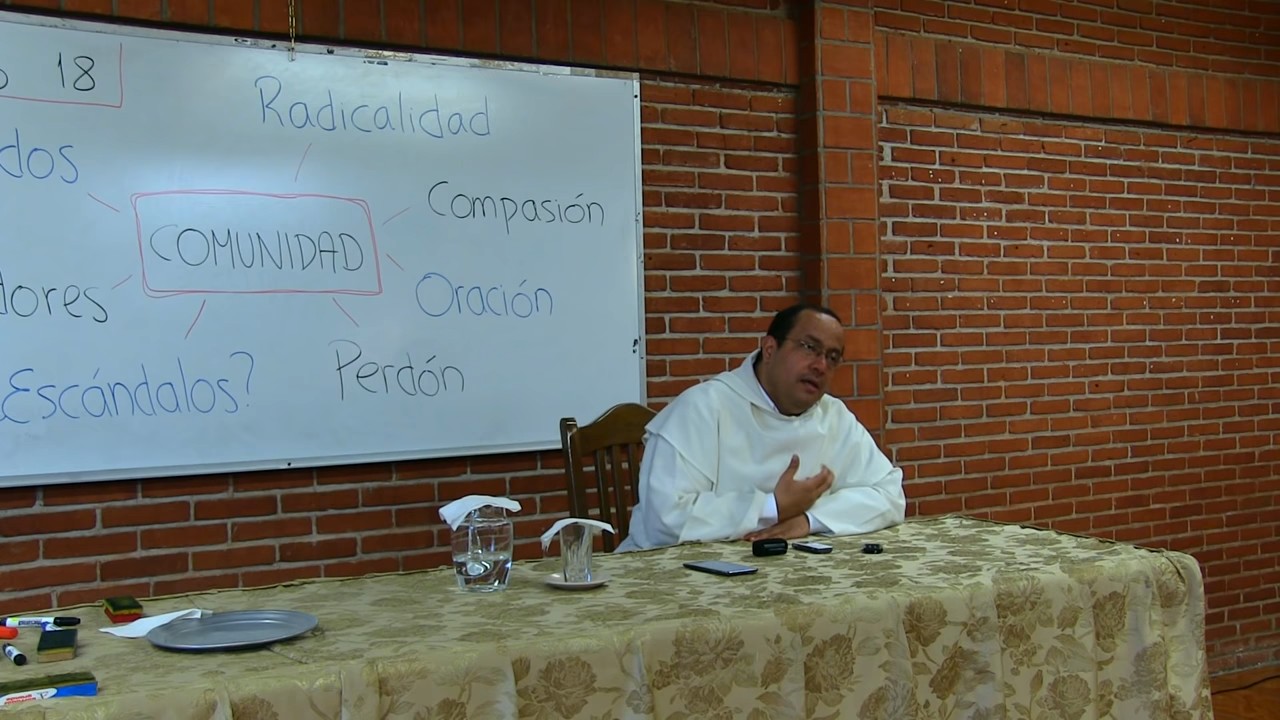 18
Radicalidad
dos
Compasión
COMUNIDAD
Oración
dores
Perdón
¿Escándalos?